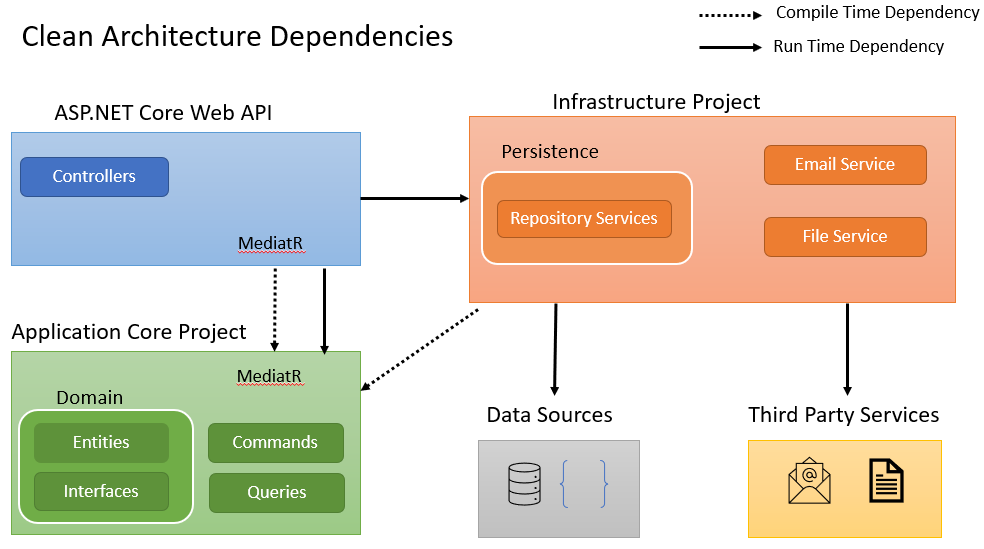 Clean Architecture Dependencies
Compile Time Dependency
Run Time Dependency
ASP.NET Core Web API
Controllers
MediatR
Infrastructure Project
Persistence
Repository Services
Email Service
File Service
Application Core Project
MediatR
Domain
Entities
Interfaces
Commands
Queries
Data Sources
{ }
Third Party Services
@